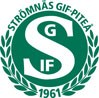 STRÖMNÄS GIF-PITEÅ
G
S
IF
1961